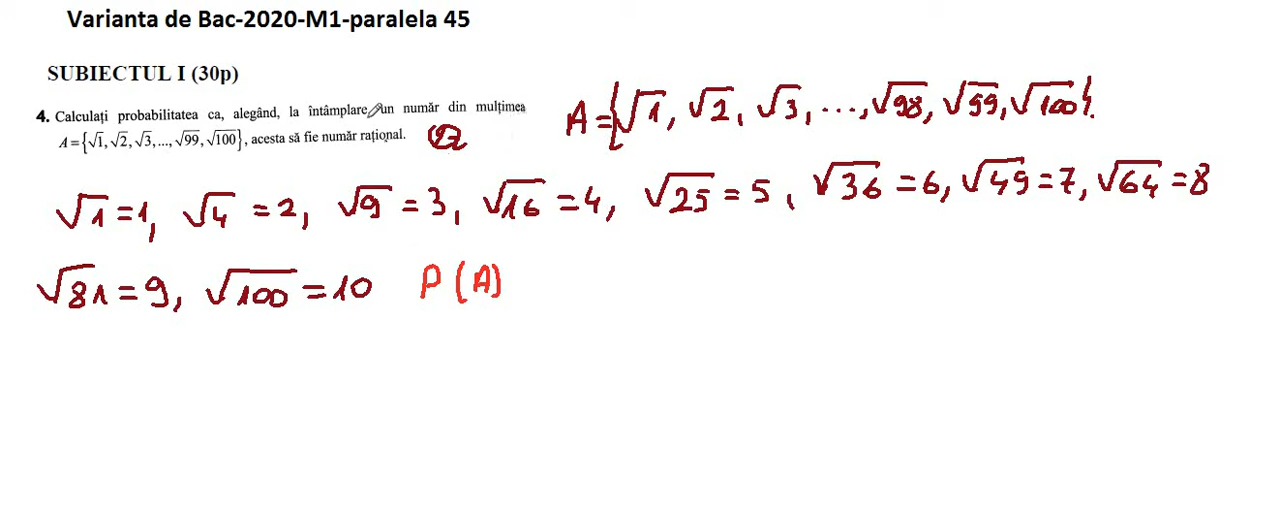 Varianta de Bac-2020-M1-paralela 45
SUBIECTUL I (30p)
4. Calculați probabilitatea ca, alegând, la întâmplare, un număr din mulțimea
A={√1, √2, √3, ..., √99, √100}, acesta să fie număr rațional.
A={√1, √2, √3, ..., √98, √99, √100}.
√1=1, √4=2, √9=3, √16=4, √25=5, √36=6, √49=7, √64=8
√81=9, √100=10 P(A)